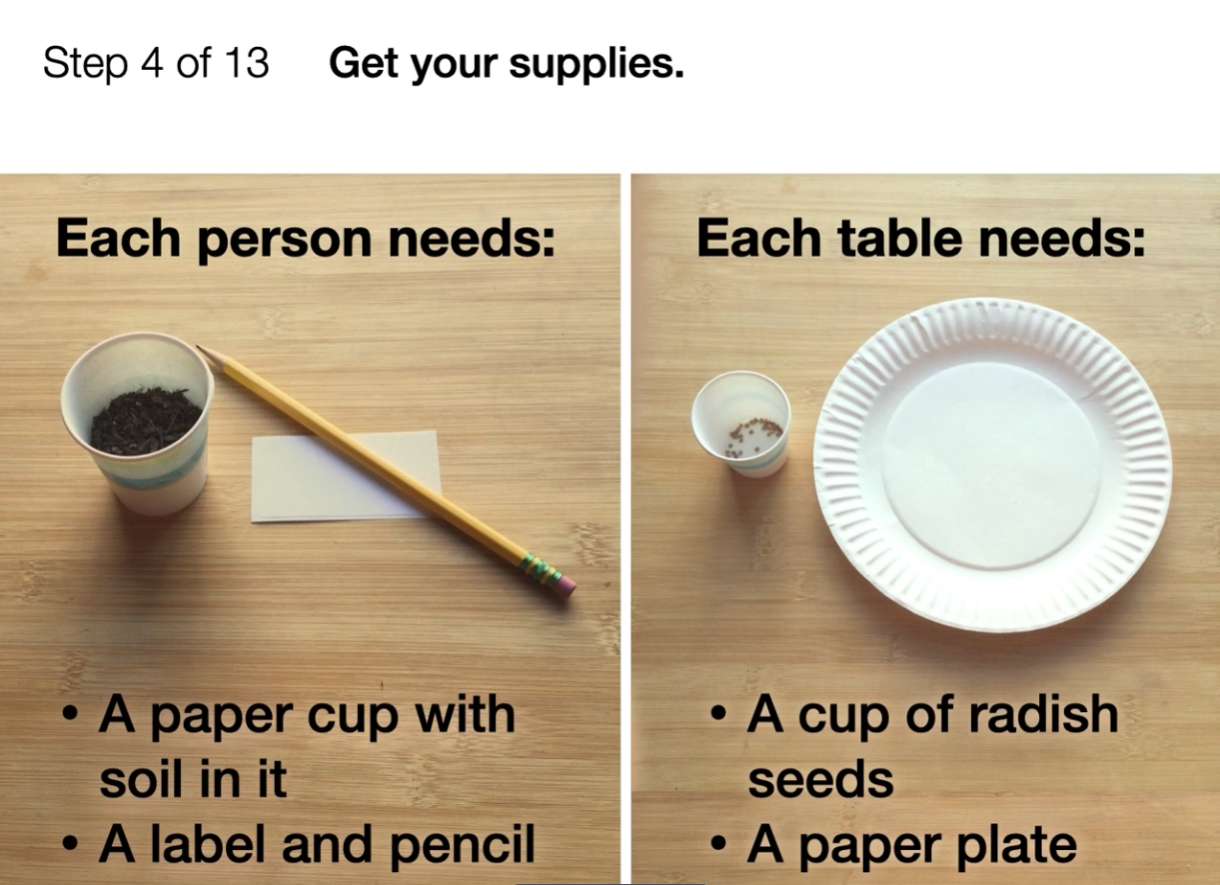 Step 4 of 13 Get your supplies.
Each person needs:
• A paper cup with
soil in it
• A label and pencil
Each table needs:
• A cup of radish
seeds
• A paper plate